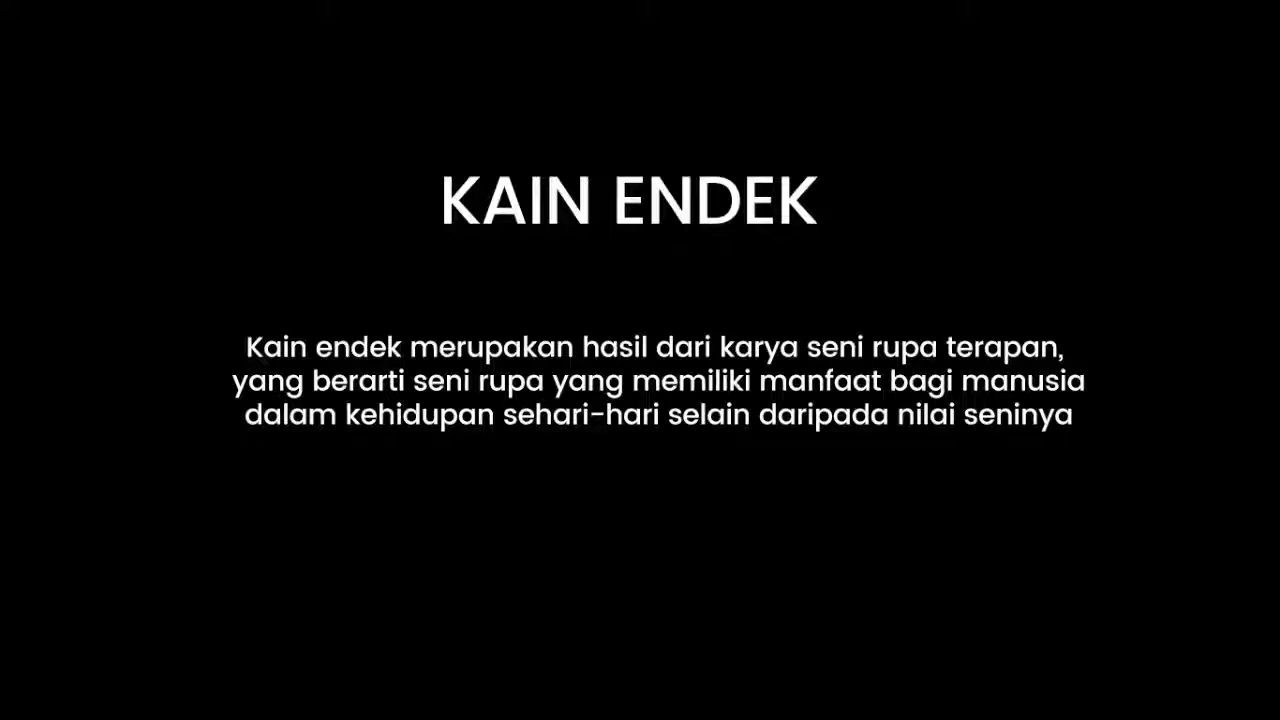 KAIN ENDEK
Kain endek merupakan hasil dari karya seni rupa terapan,
yang berarti seni rupa yang memiliki manfaat bagi manusia
dalam kehidupan sehari-hari selain daripada nilai seninya